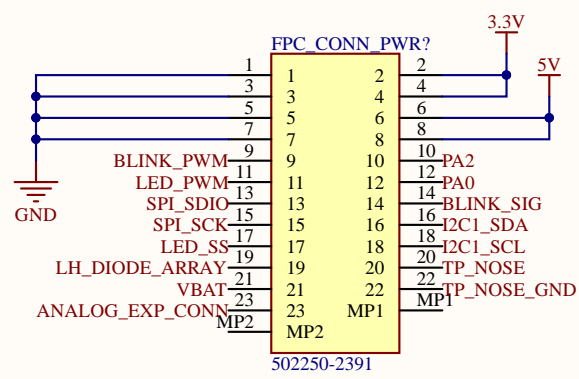 3.3V
FPC_CONN_PWR?
5V
1 1 2 2
3 3 4 4
5 5 6 6
7 7 8 8
BLINK_PWM 9 9 10 10 PA2
LED_PWM 11 11 12 12 PA0
SPI_SDIO 13 13 14 14 BLINK_SIG
SPI_SCK 15 15 16 16 I2C1_SDA
LED_SS 17 17 18 18 I2C1_SCL
LH_DIODE_ARRAY 19 19 20 20 TP_NOSE
VBAT 21 21 22 22 TP_NOSE_GND
ANALOG_EXP_CONN 23 23 MP1 MP1
MP2 MP2
GND
502250-2391